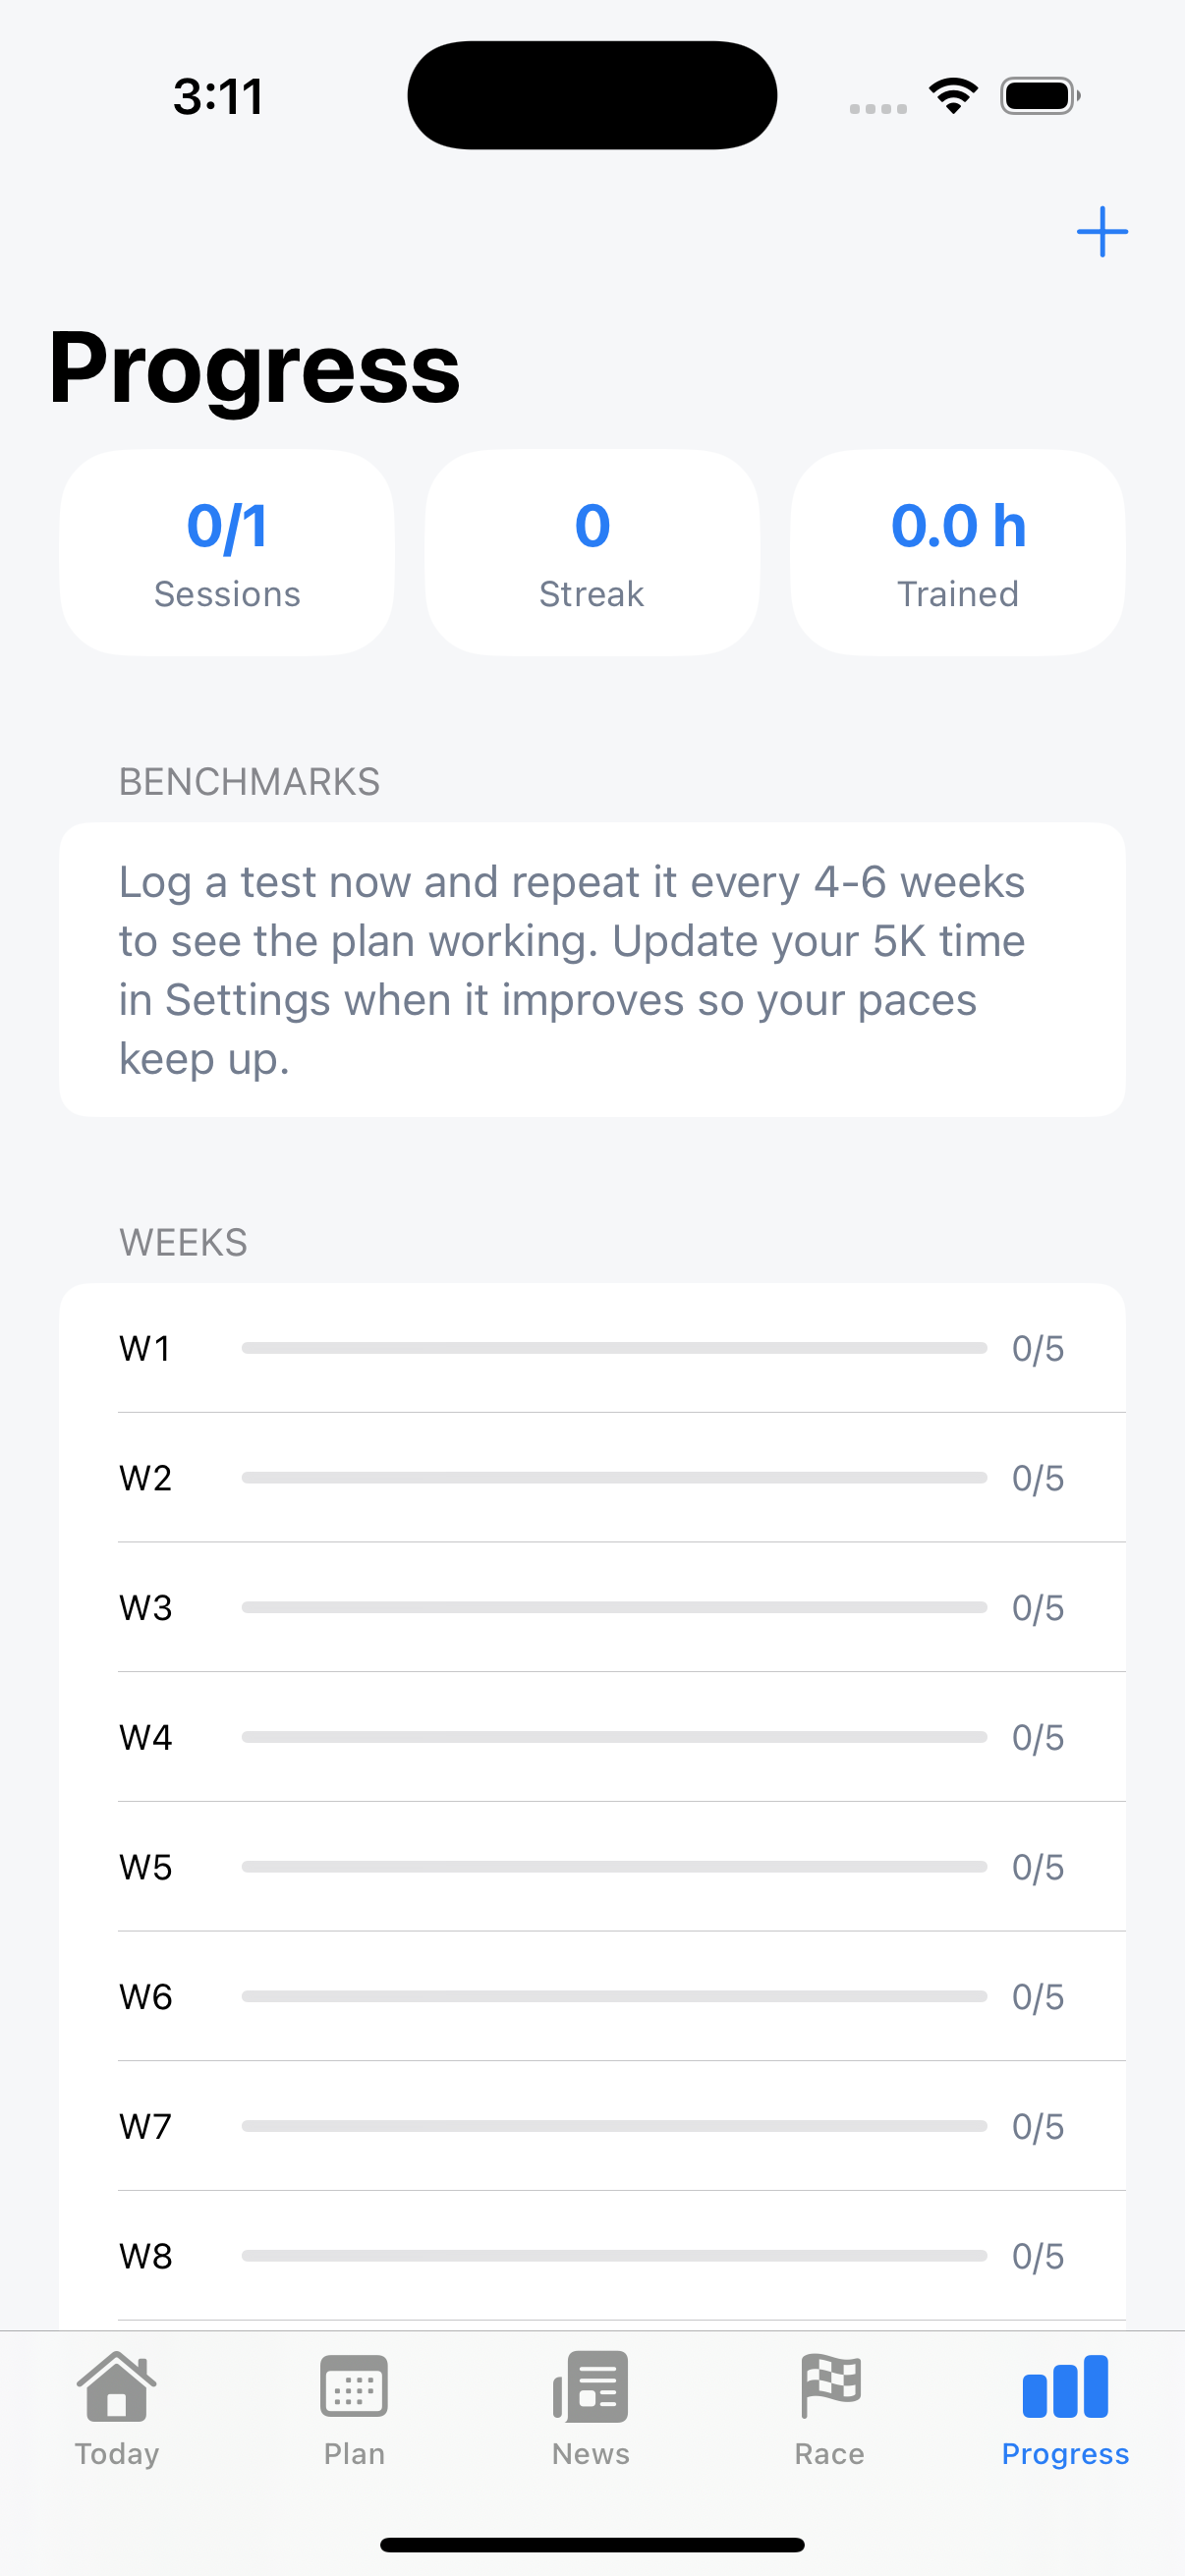 3:11
Progress
0/1
Sessions
0
Streak
0.0 h
Trained
BENCHMARKS
Log a test now and repeat it every 4-6 weeks
to see the plan working. Update your 5K time
in Settings when it improves so your paces
keep up.
WEEKS
W1 0/5
W2 0/5
W3 0/5
W4 0/5
W5 0/5
W6 0/5
W7 0/5
W8 0/5
Today Plan News Race Progress